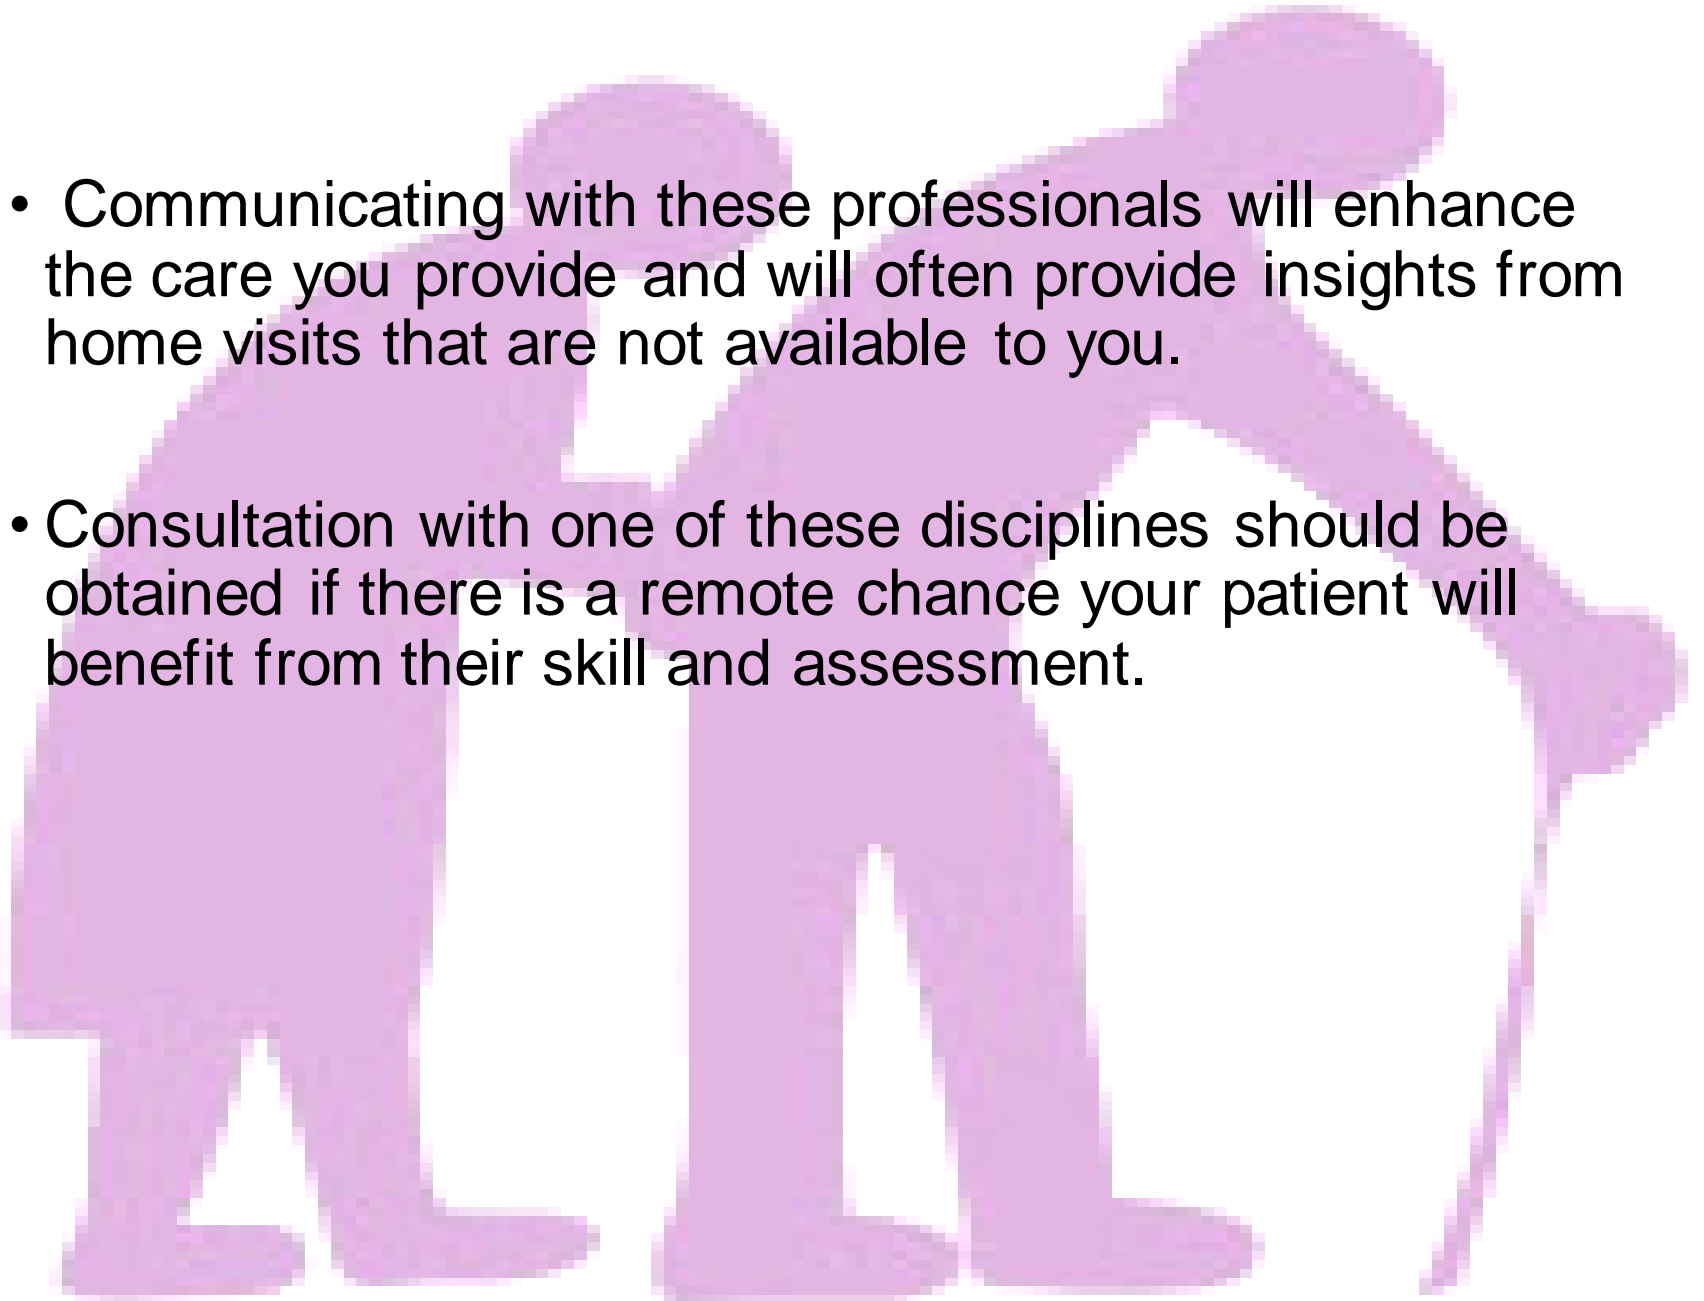 • Communicating with these professionals will enhance
the care you provide and will often provide insights from
home visits that are not available to you.
• Consultation with one of these disciplines should be
obtained if there is a remote chance your patient will
benefit from their skill and assessment.